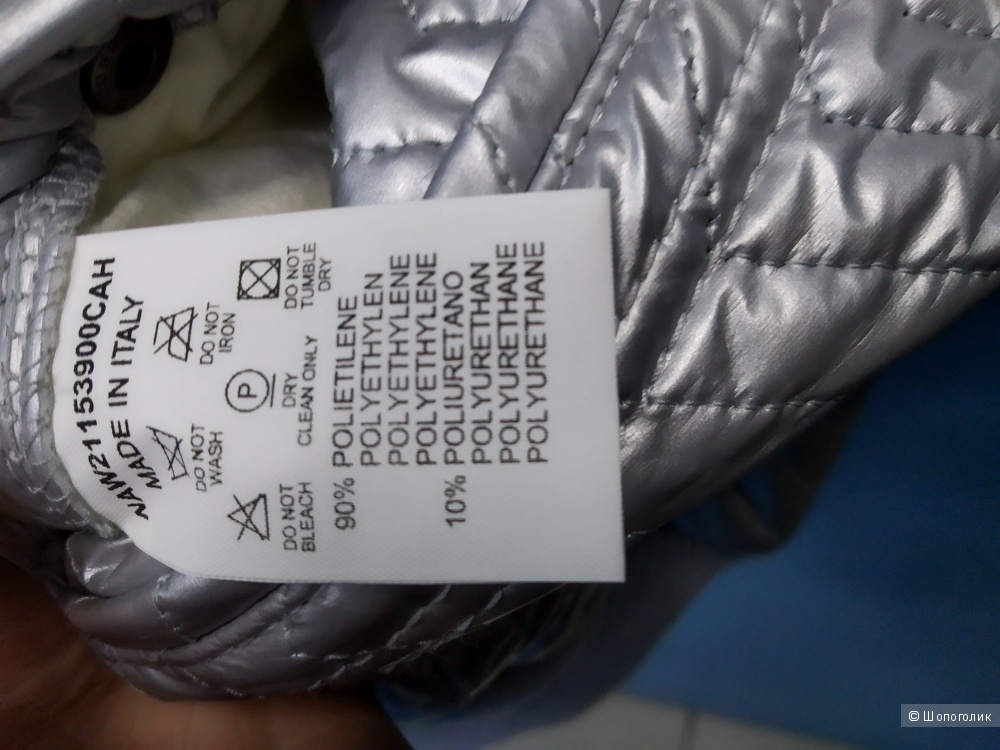 NAW21153900CAH
MADE IN ITALY
DO NOT
WASH
DO NOT
IRON
P
DO NOT
BLEACH
DRY
CLEAN ONLY
DO NOT
TUMBLE
DRY
90% POLIETILENE
POLYETHYLEN
POLYETHYLENE
POLYETHYLENE
10% POLIURETANO
POLYURETHAN
POLYURETHANE
POLYURETHANE
© Шопоголик